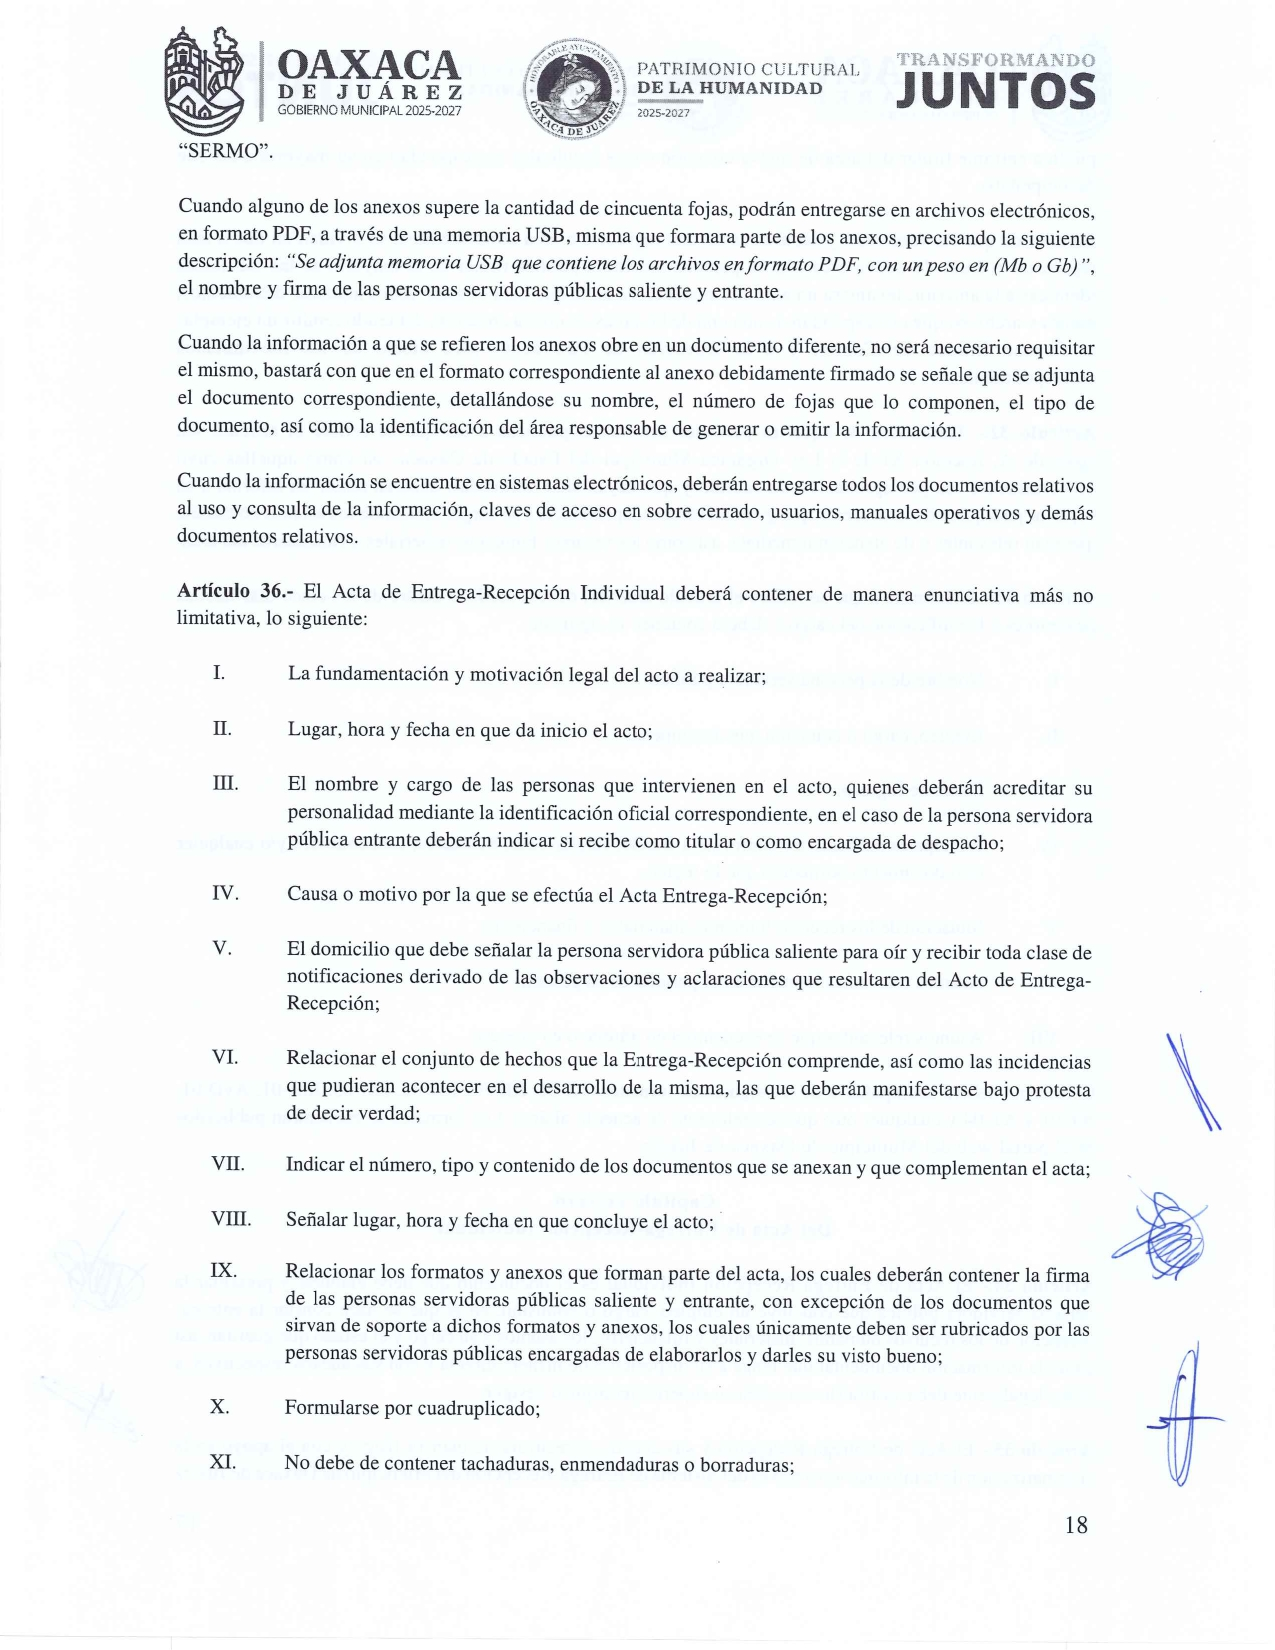 OAXACA
DE JUÁREZ
GOBIERNO MUNICIPAL 2025-2027
HONORABLE AYUNTAMIENTO
OAXACA DE JUÁREZ
PATRIMONIO CULTURAL
DE LA HUMANIDAD
2025-2027
TRANSFORMANDO
JUNTOS
“SERMO”.
Cuando alguno de los anexos supere la cantidad de cincuenta fojas, podrán entregarse en archivos electrónicos,
en formato PDF, a través de una memoria USB, misma que formara parte de los anexos, precisando la siguiente
descripción: “Se adjunta memoria USB que contiene los archivos en formato PDF, con un peso en (Mb o Gb)”,
el nombre y firma de las personas servidoras públicas saliente y entrante.
Cuando la información a que se refieren los anexos obre en un documento diferente, no será necesario requisitar
el mismo, bastará con que en el formato correspondiente al anexo debidamente firmado se señale que se adjunta
el documento correspondiente, detallándose su nombre, el número de fojas que lo componen, el tipo de
documento, así como la identificación del área responsable de generar o emitir la información.
Cuando la información se encuentre en sistemas electrónicos, deberán entregarse todos los documentos relativos
al uso y consulta de la información, claves de acceso en sobre cerrado, usuarios, manuales operativos y demás
documentos relativos.
Artículo 36.- El Acta de Entrega-Recepción Individual deberá contener de manera enunciativa más no
limitativa, lo siguiente:
I. La fundamentación y motivación legal del acto a realizar;
II. Lugar, hora y fecha en que da inicio el acto;
III. El nombre y cargo de las personas que intervienen en el acto, quienes deberán acreditar su
personalidad mediante la identificación oficial correspondiente, en el caso de la persona servidora
pública entrante deberán indicar si recibe como titular o como encargada de despacho;
IV. Causa o motivo por la que se efectúa el Acta Entrega-Recepción;
V. El domicilio que debe señalar la persona servidora pública saliente para oír y recibir toda clase de
notificaciones derivado de las observaciones y aclaraciones que resultaren del Acto de Entrega-
Recepción;
VI. Relacionar el conjunto de hechos que la Entrega-Recepción comprende, así como las incidencias
que pudieran acontecer en el desarrollo de la misma, las que deberán manifestarse bajo protesta
de decir verdad;
VII. Indicar el número, tipo y contenido de los documentos que se anexan y que complementan el acta;
VIII. Señalar lugar, hora y fecha en que concluye el acto;
IX. Relacionar los formatos y anexos que forman parte del acta, los cuales deberán contener la firma
de las personas servidoras públicas saliente y entrante, con excepción de los documentos que
sirvan de soporte a dichos formatos y anexos, los cuales únicamente deben ser rubricados por las
personas servidoras públicas encargadas de elaborarlos y darles su visto bueno;
X. Formularse por cuadruplicado;
XI. No debe de contener tachaduras, enmendaduras o borraduras;
18